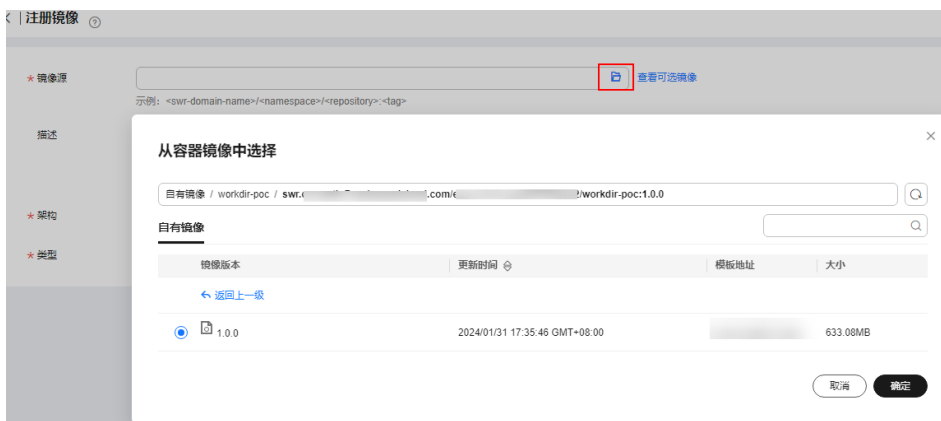 注册镜像 ?
* 镜像源
查看可选镜像
示例: <swr-domain-name>/<namespace>/<repository>:<tag>
描述
* 架构
* 类型
从容器镜像中选择
自有镜像 / workdir-poc / swr. .com/ 2/workdir-poc:1.0.0
自有镜像
镜像版本 更新时间 模板地址 大小
返回上一级
1.0.0 2024/01/31 17:35:46 GMT+08:00 633.08MB
取消 确定